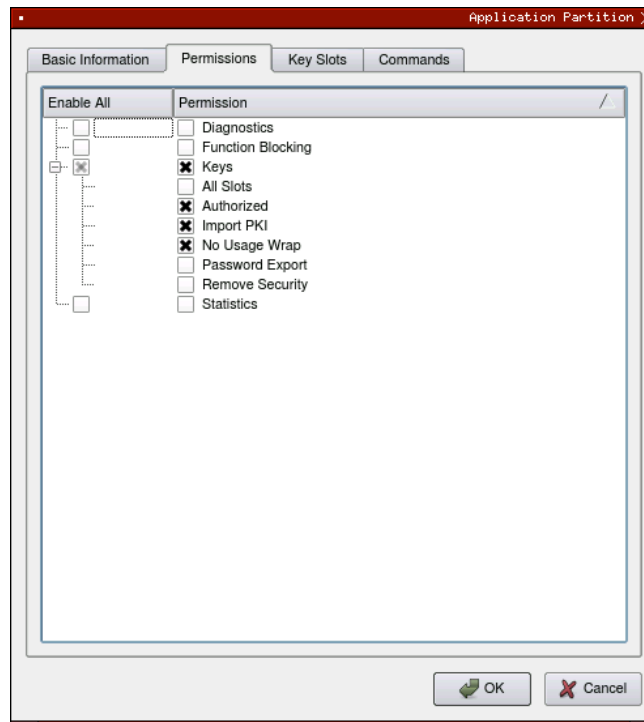 Application Partition
Basic Information Permissions Key Slots Commands
Enable All Permission
Diagnostics
Function Blocking
Keys
All Slots
Authorized
Import PKI
No Usage Wrap
Password Export
Remove Security
Statistics
OK Cancel